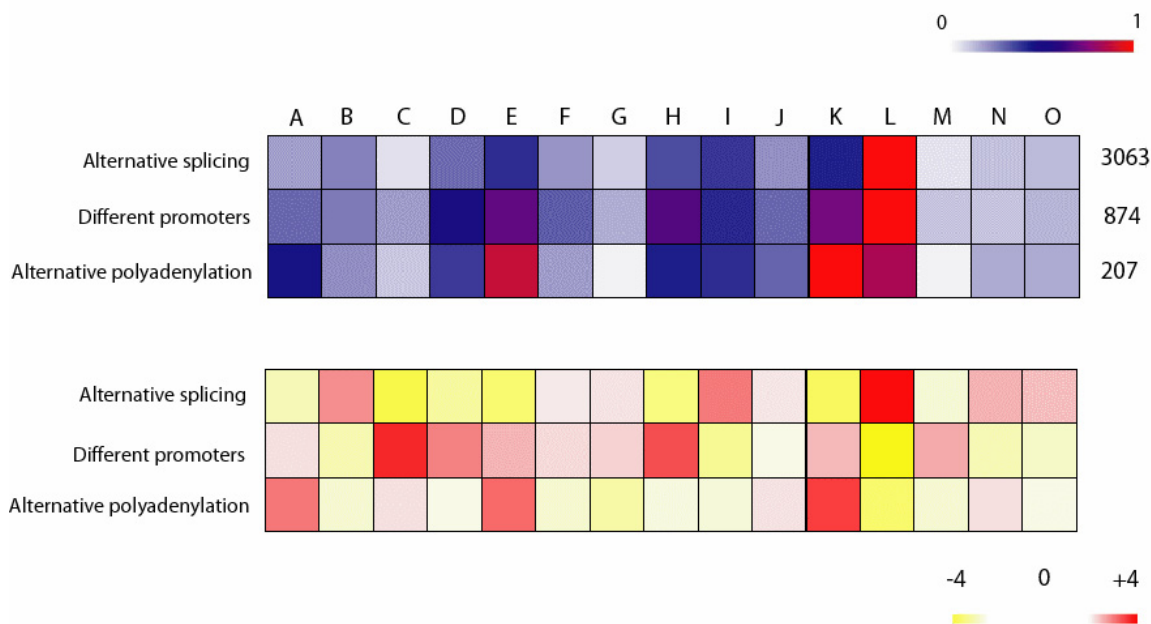 0 1
A B C D E F G H I J K L M N O
Alternative splicing 3063
Different promoters 874
Alternative polyadenylation 207
Alternative splicing
Different promoters
Alternative polyadenylation
-4 0 +4